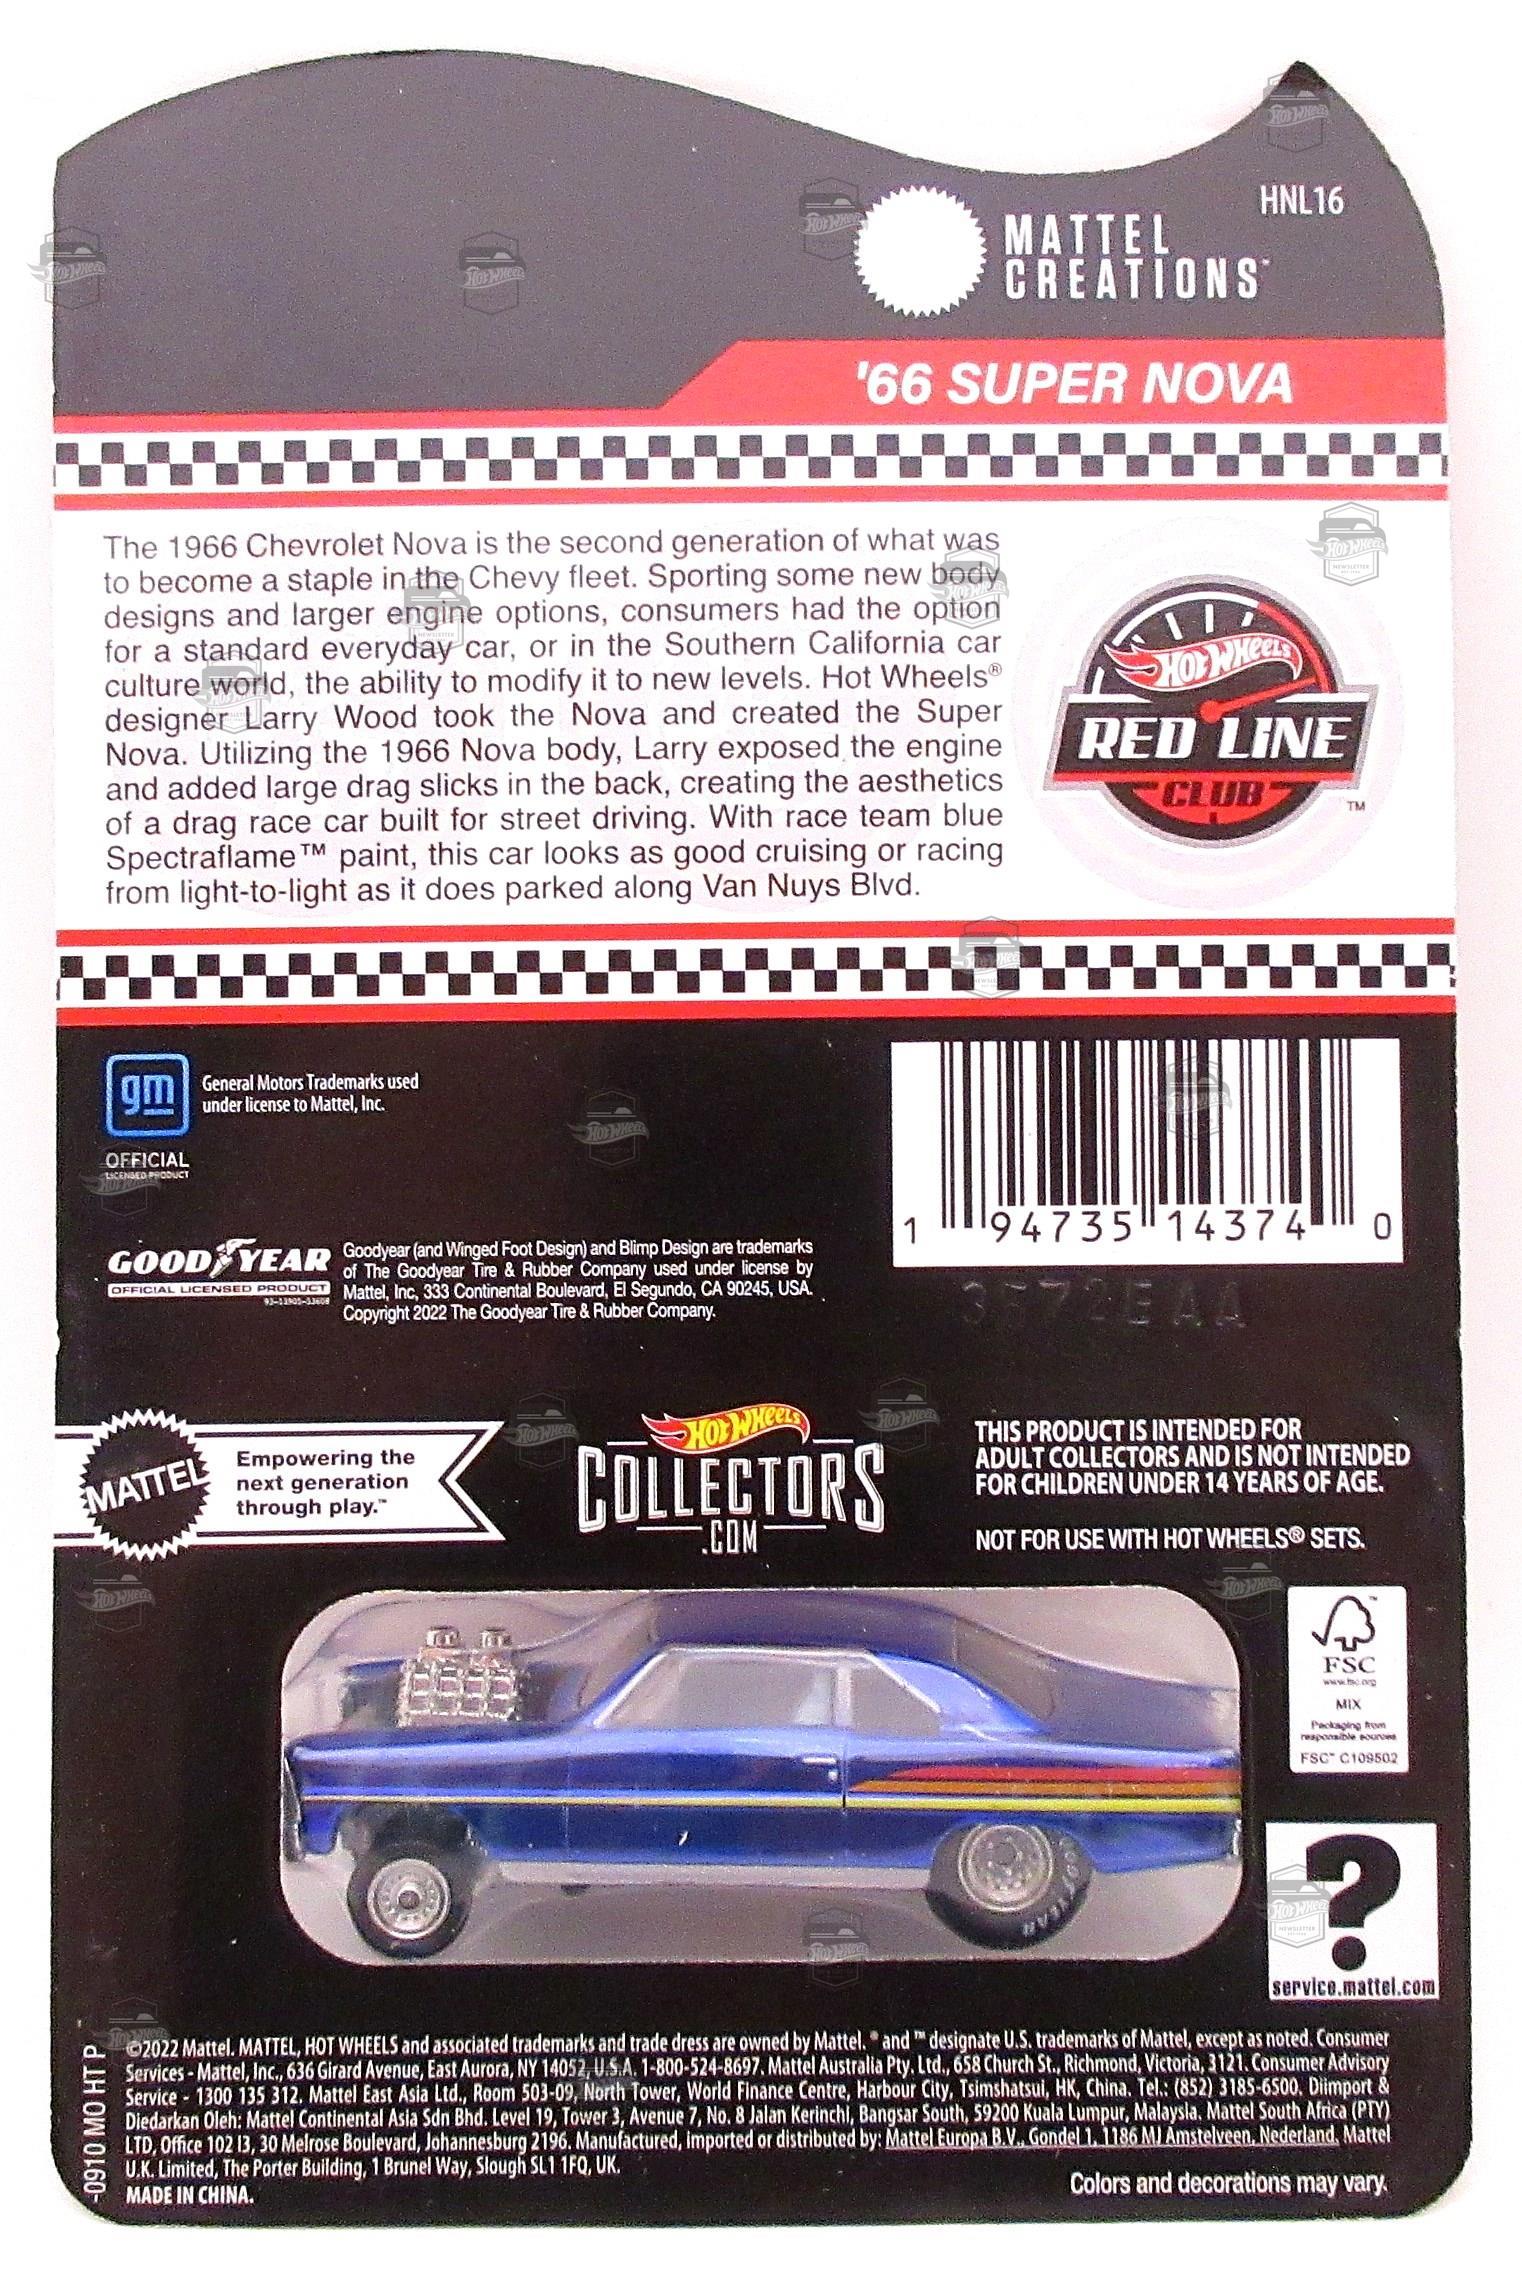 HNL16
MATTEL
CREATIONS™
'66 SUPER NOVA
The 1966 Chevrolet Nova is the second generation of what was
to become a staple in the Chevy fleet. Sporting some new body
designs and larger engine options, consumers had the option
for a standard everyday car, or in the Southern California car
culture world, the ability to modify it to new levels. Hot Wheels®
designer Larry Wood took the Nova and created the Super
Nova. Utilizing the 1966 Nova body, Larry exposed the engine
and added large drag slicks in the back, creating the aesthetics
of a drag race car built for street driving. With race team blue
Spectraflame™ paint, this car looks as good cruising or racing
from light-to-light as it does parked along Van Nuys Blvd.
HOT WHEELS
RED LINE
CLUB
™
gm
General Motors Trademarks used
under license to Mattel, Inc.
OFFICIAL
LICENSED PRODUCT
1 94735 14374 0
GOODYEAR
OFFICIAL LICENSED PRODUCT
Goodyear (and Winged Foot Design) and Blimp Design are trademarks
of The Goodyear Tire & Rubber Company used under license by
Mattel, Inc, 333 Continental Boulevard, El Segundo, CA 90245, USA.
Copyright 2022 The Goodyear Tire & Rubber Company.
MATTEL
Empowering the
next generation
through play.™
HOT WHEELS
COLLECTORS
.COM
THIS PRODUCT IS INTENDED FOR
ADULT COLLECTORS AND IS NOT INTENDED
FOR CHILDREN UNDER 14 YEARS OF AGE.
NOT FOR USE WITH HOT WHEELS® SETS.
FSC
www.fsc.org
MIX
Packaging from
responsible sources
FSC™ C109502
?
service.mattel.com
©2022 Mattel. MATTEL, HOT WHEELS and associated trademarks and trade dress are owned by Mattel. ® and ™ designate U.S. trademarks of Mattel, except as noted. Consumer
Services - Mattel, Inc., 636 Girard Avenue, East Aurora, NY 14052, U.S.A. 1-800-524-8697. Mattel Australia Pty. Ltd., 658 Church St., Richmond, Victoria, 3121. Consumer Advisory
Service - 1300 135 312. Mattel East Asia Ltd., Room 503-09, North Tower, World Finance Centre, Harbour City, Tsimshatsui, HK, China. Tel.: (852) 3185-6500. Diimport &
Diedarkan Oleh: Mattel Continental Asia Sdn Bhd. Level 19, Tower 3, Avenue 7, No. 8 Jalan Kerinchi, Bangsar South, 59200 Kuala Lumpur, Malaysia. Mattel South Africa (PTY)
LTD, Office 102 I3, 30 Melrose Boulevard, Johannesburg 2196. Manufactured, imported or distributed by: Mattel Europa B.V., Gondel 1, 1186 MJ Amstelveen, Nederland. Mattel
U.K. Limited, The Porter Building, 1 Brunel Way, Slough SL1 1FQ, UK.
MADE IN CHINA.
Colors and decorations may vary.
-0910 MO HT P